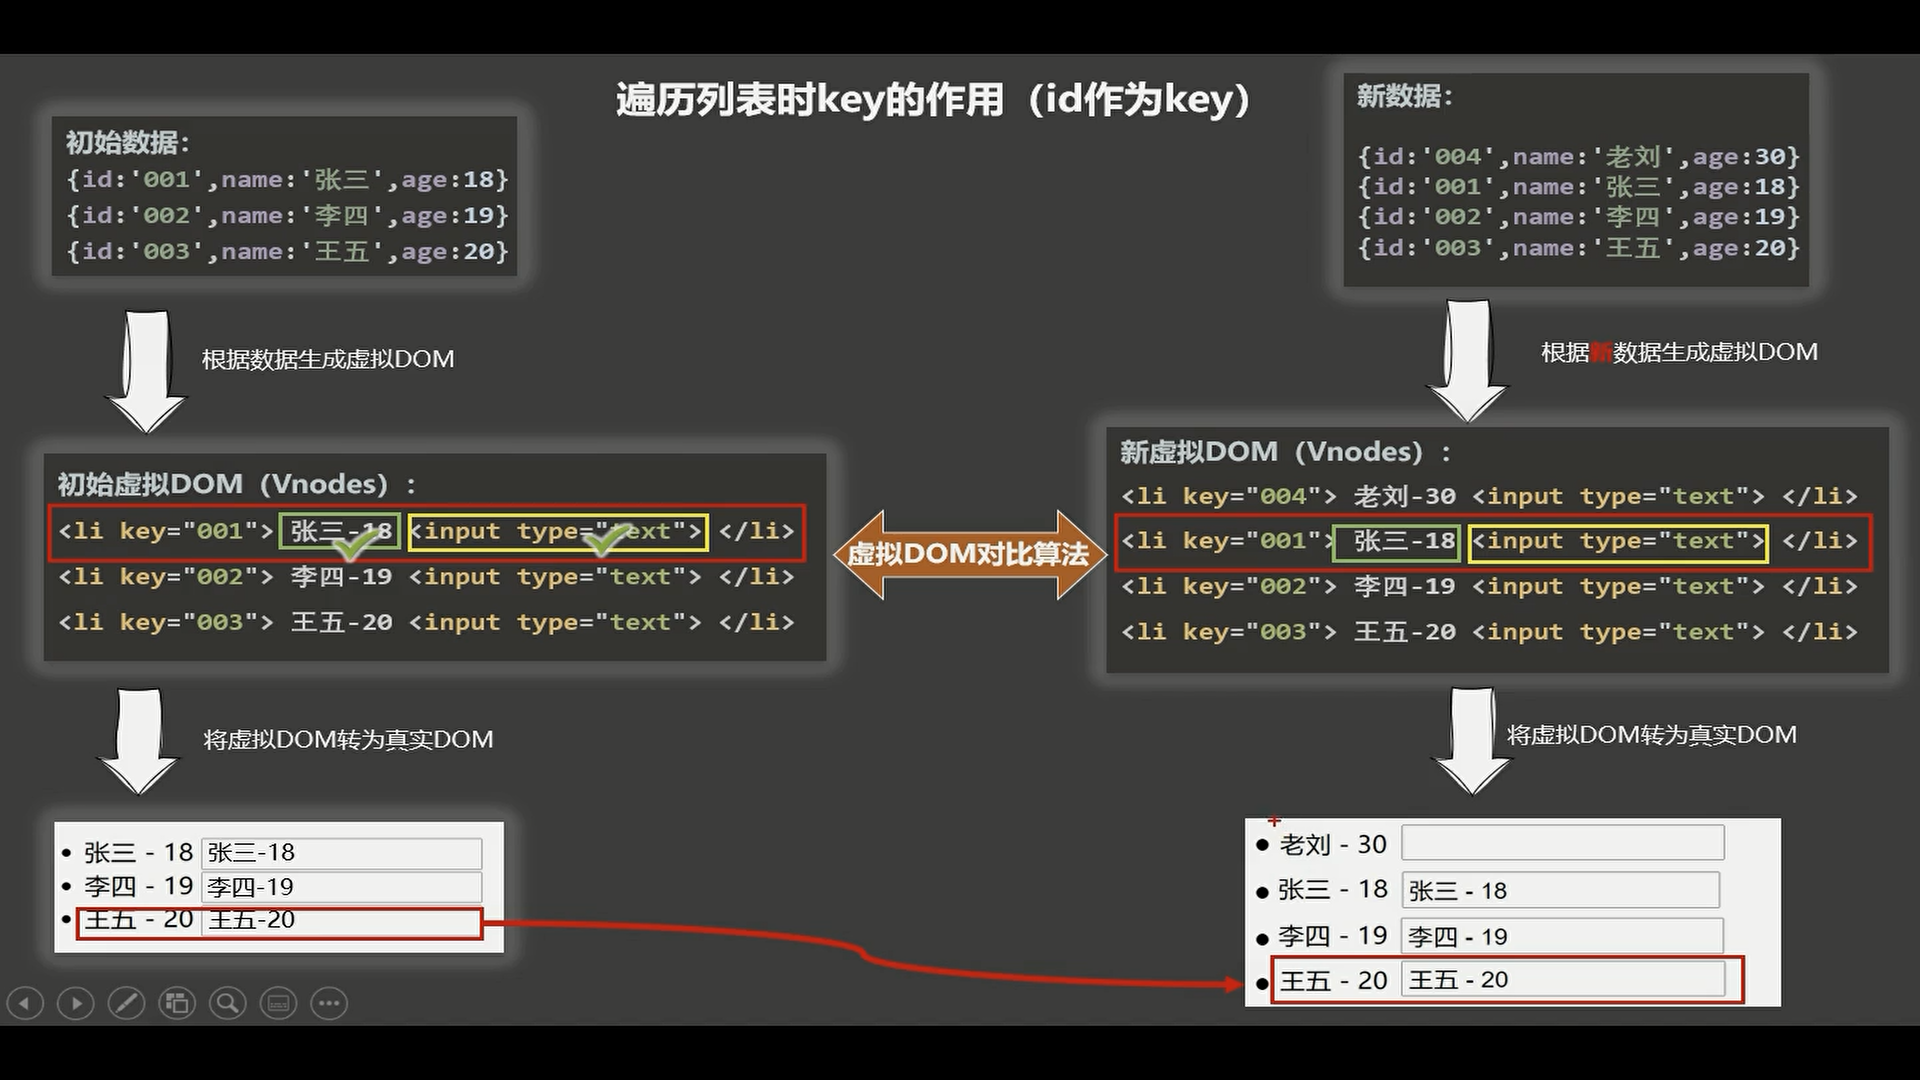 遍历列表时key的作用（id作为key）
初始数据：
{id:'001',name:'张三',age:18}
{id:'002',name:'李四',age:19}
{id:'003',name:'王五',age:20}
根据数据生成虚拟DOM
初始虚拟DOM（Vnodes）：
<li key="001"> 张三-18 <input type="text"> </li>
<li key="002"> 李四-19 <input type="text"> </li>
<li key="003"> 王五-20 <input type="text"> </li>
将虚拟DOM转为真实DOM
张三 - 18 张三-18
李四 - 19 李四-19
王五 - 20 王五-20
虚拟DOM对比算法
新数据：
{id:'004',name:'老刘',age:30}
{id:'001',name:'张三',age:18}
{id:'002',name:'李四',age:19}
{id:'003',name:'王五',age:20}
根据新数据生成虚拟DOM
新虚拟DOM（Vnodes）：
<li key="004"> 老刘-30 <input type="text"> </li>
<li key="001"> 张三-18 <input type="text"> </li>
<li key="002"> 李四-19 <input type="text"> </li>
<li key="003"> 王五-20 <input type="text"> </li>
将虚拟DOM转为真实DOM
老刘 - 30
张三 - 18 张三 - 18
李四 - 19 李四 - 19
王五 - 20 王五 - 20